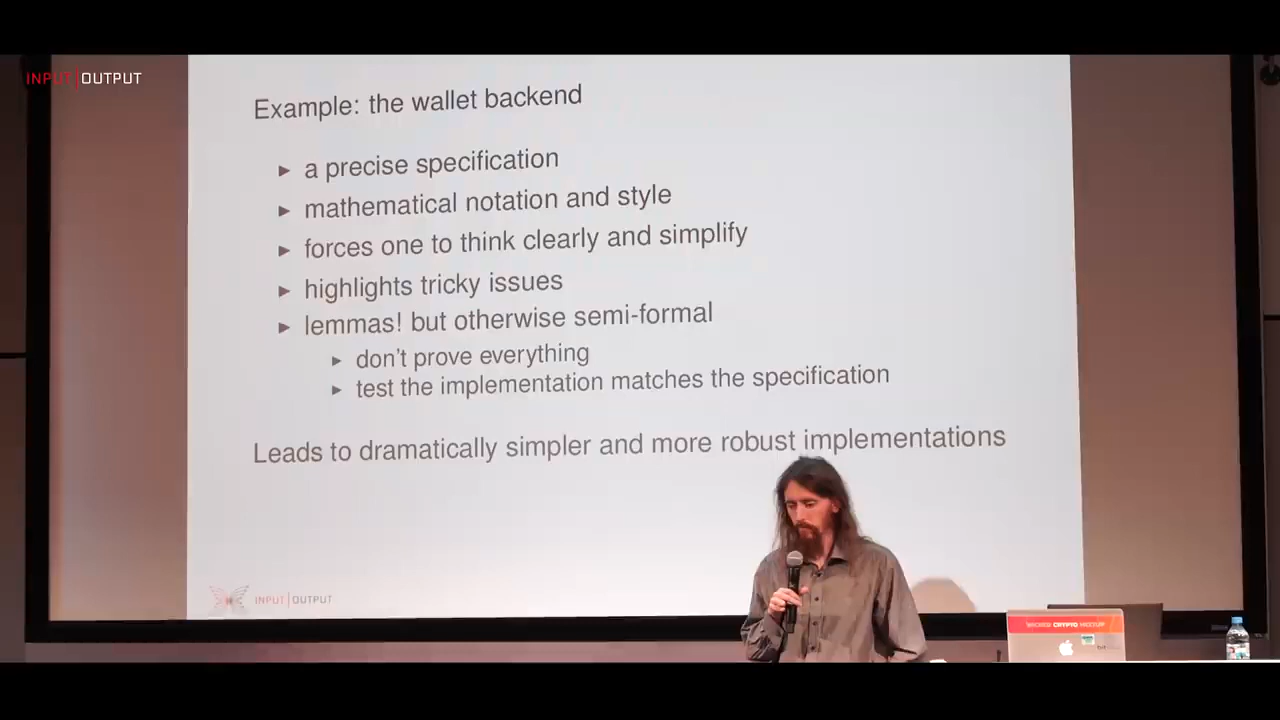 INPUT|OUTPUT
Example: the wallet backend
▸ a precise specification
▸ mathematical notation and style
▸ forces one to think clearly and simplify
▸ highlights tricky issues
▸ lemmas! but otherwise semi-formal
▸ don't prove everything
▸ test the implementation matches the specification
Leads to dramatically simpler and more robust implementations
INPUT|OUTPUT
CRYPTO MEETUP